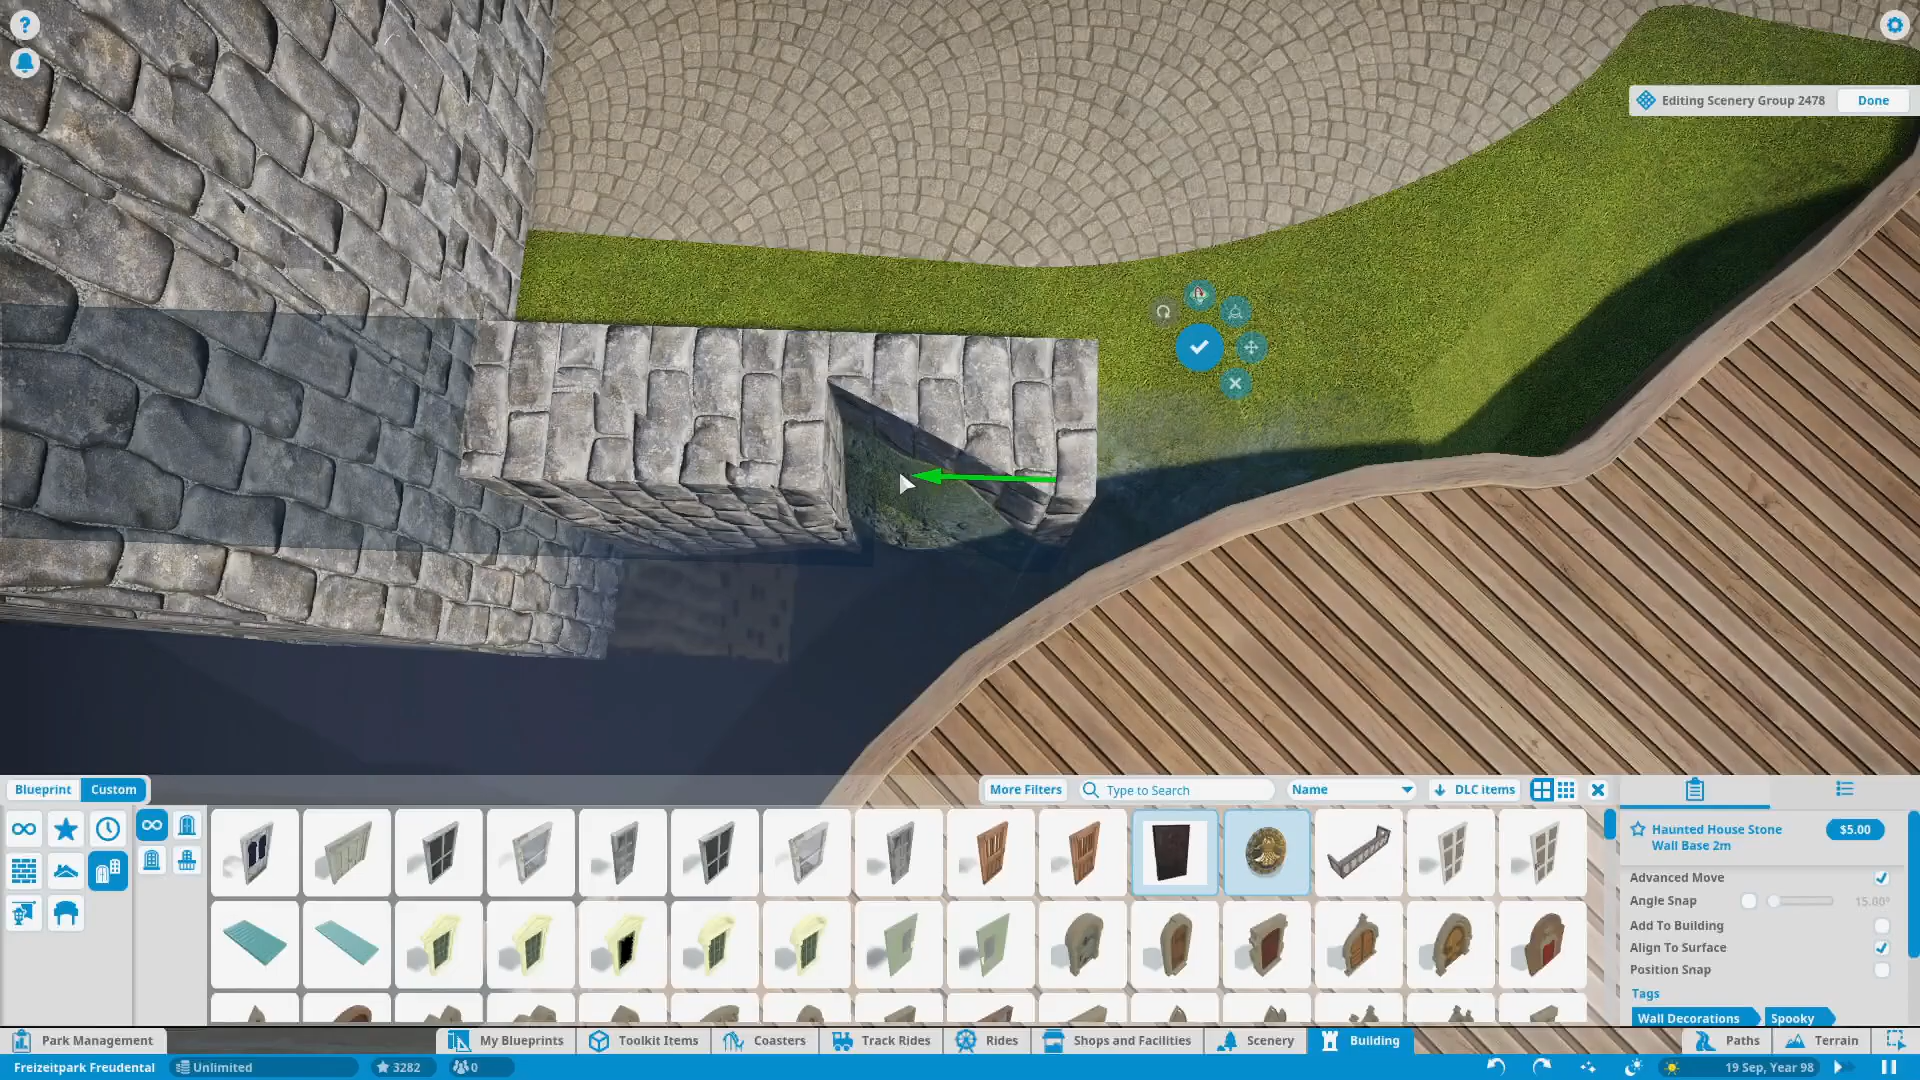 ?
Editing Scenery Group 2478
Done
Blueprint
Custom
More Filters
Type to Search
Name
DLC items
Haunted House Stone
Wall Base 2m
$5.00
Advanced Move
Angle Snap
15.00°
Add To Building
Align To Surface
Position Snap
Tags
Wall Decorations
Spooky
Park Management
My Blueprints
Toolkit Items
Coasters
Track Rides
Rides
Shops and Facilities
Scenery
Building
Paths
Terrain
Freizeitpark Freudental
Unlimited
3282
0
19 Sep, Year 98